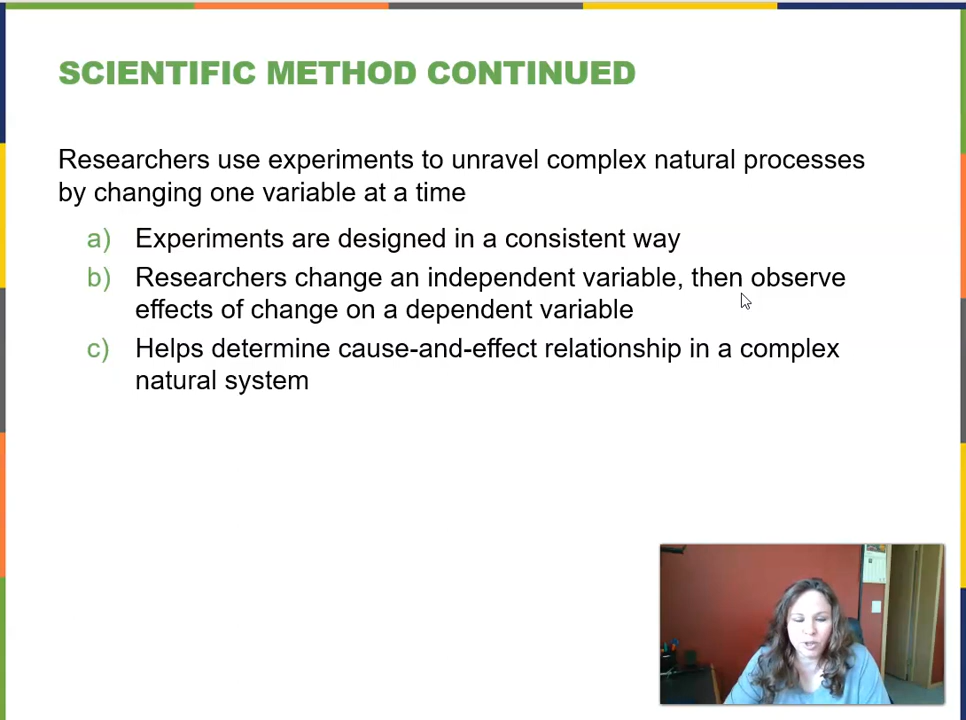 SCIENTIFIC METHOD CONTINUED
Researchers use experiments to unravel complex natural processes
by changing one variable at a time
a) Experiments are designed in a consistent way
b) Researchers change an independent variable, then observe
effects of change on a dependent variable
c) Helps determine cause-and-effect relationship in a complex
natural system